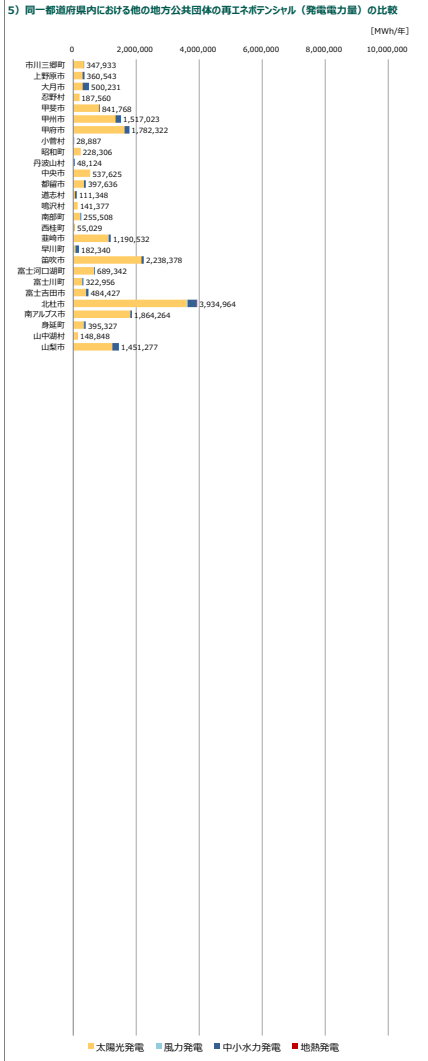 5）同一都道府県内における他の地方公共団体の再エネポテンシャル（発電電力量）の比較
[MWh/年]
0 2,000,000 4,000,000 6,000,000 8,000,000 10,000,000
市川三郷町 347,933
上野原市 360,543
大月市 500,231
忍野村 187,560
甲斐市 841,768
甲州市 1,517,023
甲府市 1,782,322
小菅村 28,887
昭和町 228,306
丹波山村 48,124
中央市 537,625
都留市 397,636
道志村 111,348
鳴沢村 141,377
南部町 255,508
西桂町 55,029
韮崎市 1,190,532
早川町 182,340
笛吹市 2,238,378
富士河口湖町 689,342
富士川町 322,956
富士吉田市 484,427
北杜市 3,934,964
南アルプス市 1,864,264
身延町 395,327
山中湖村 148,848
山梨市 1,451,277
太陽光発電 風力発電 中小水力発電 地熱発電